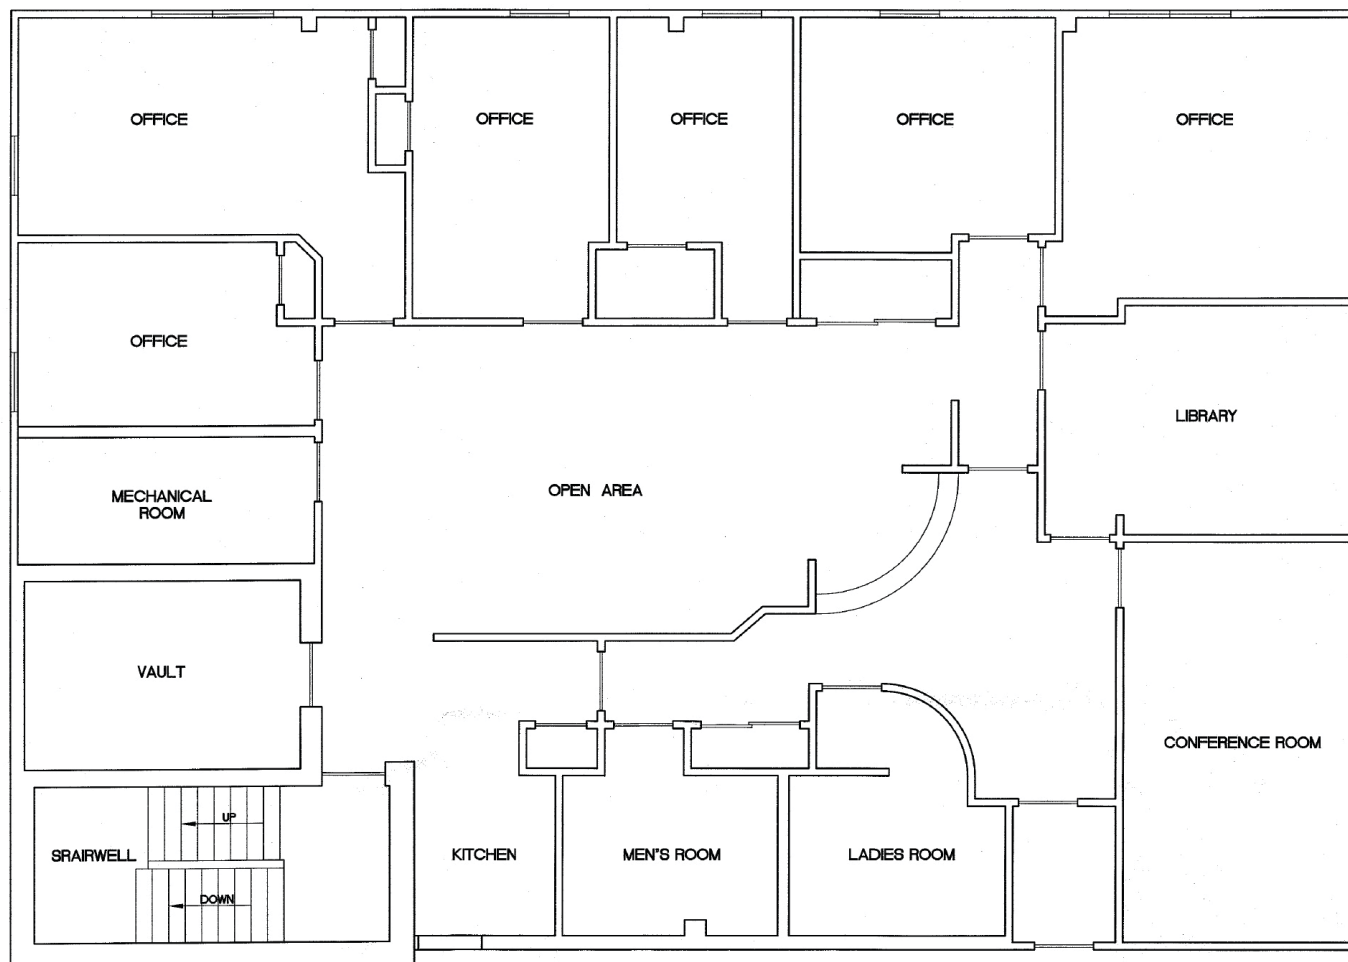 OFFICE
OFFICE
OFFICE
OFFICE
OFFICE
OFFICE
LIBRARY
MECHANICAL
ROOM
OPEN AREA
VAULT
CONFERENCE ROOM
UP
SRAIRWELL
KITCHEN
MEN'S ROOM
LADIES ROOM
DOWN